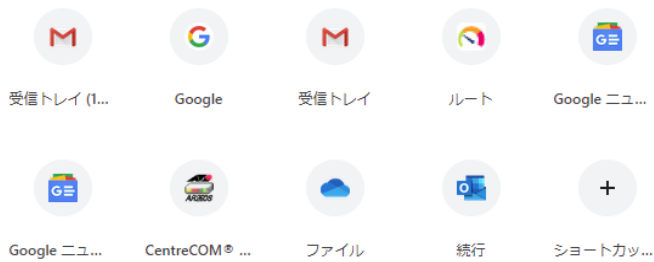 受信トレイ (1...
Google
受信トレイ
ルート
Google ニュ...
Google ニュ...
CentreCOM® ...
ファイル
続行
ショートカッ...